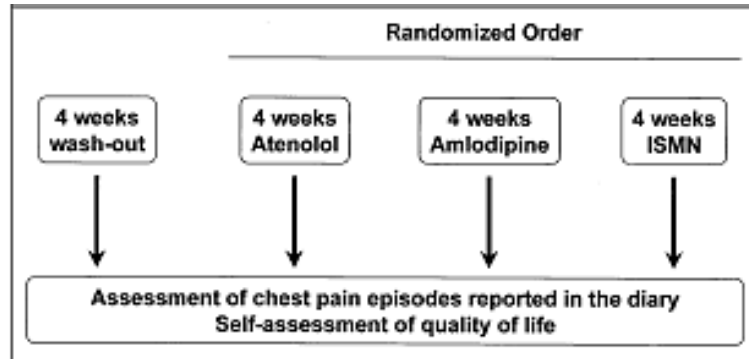 Randomized Order
4 weeks
wash-out
4 weeks
Atenolol
4 weeks
Amlodipine
4 weeks
ISMN
Assessment of chest pain episodes reported in the diary
Self-assessment of quality of life